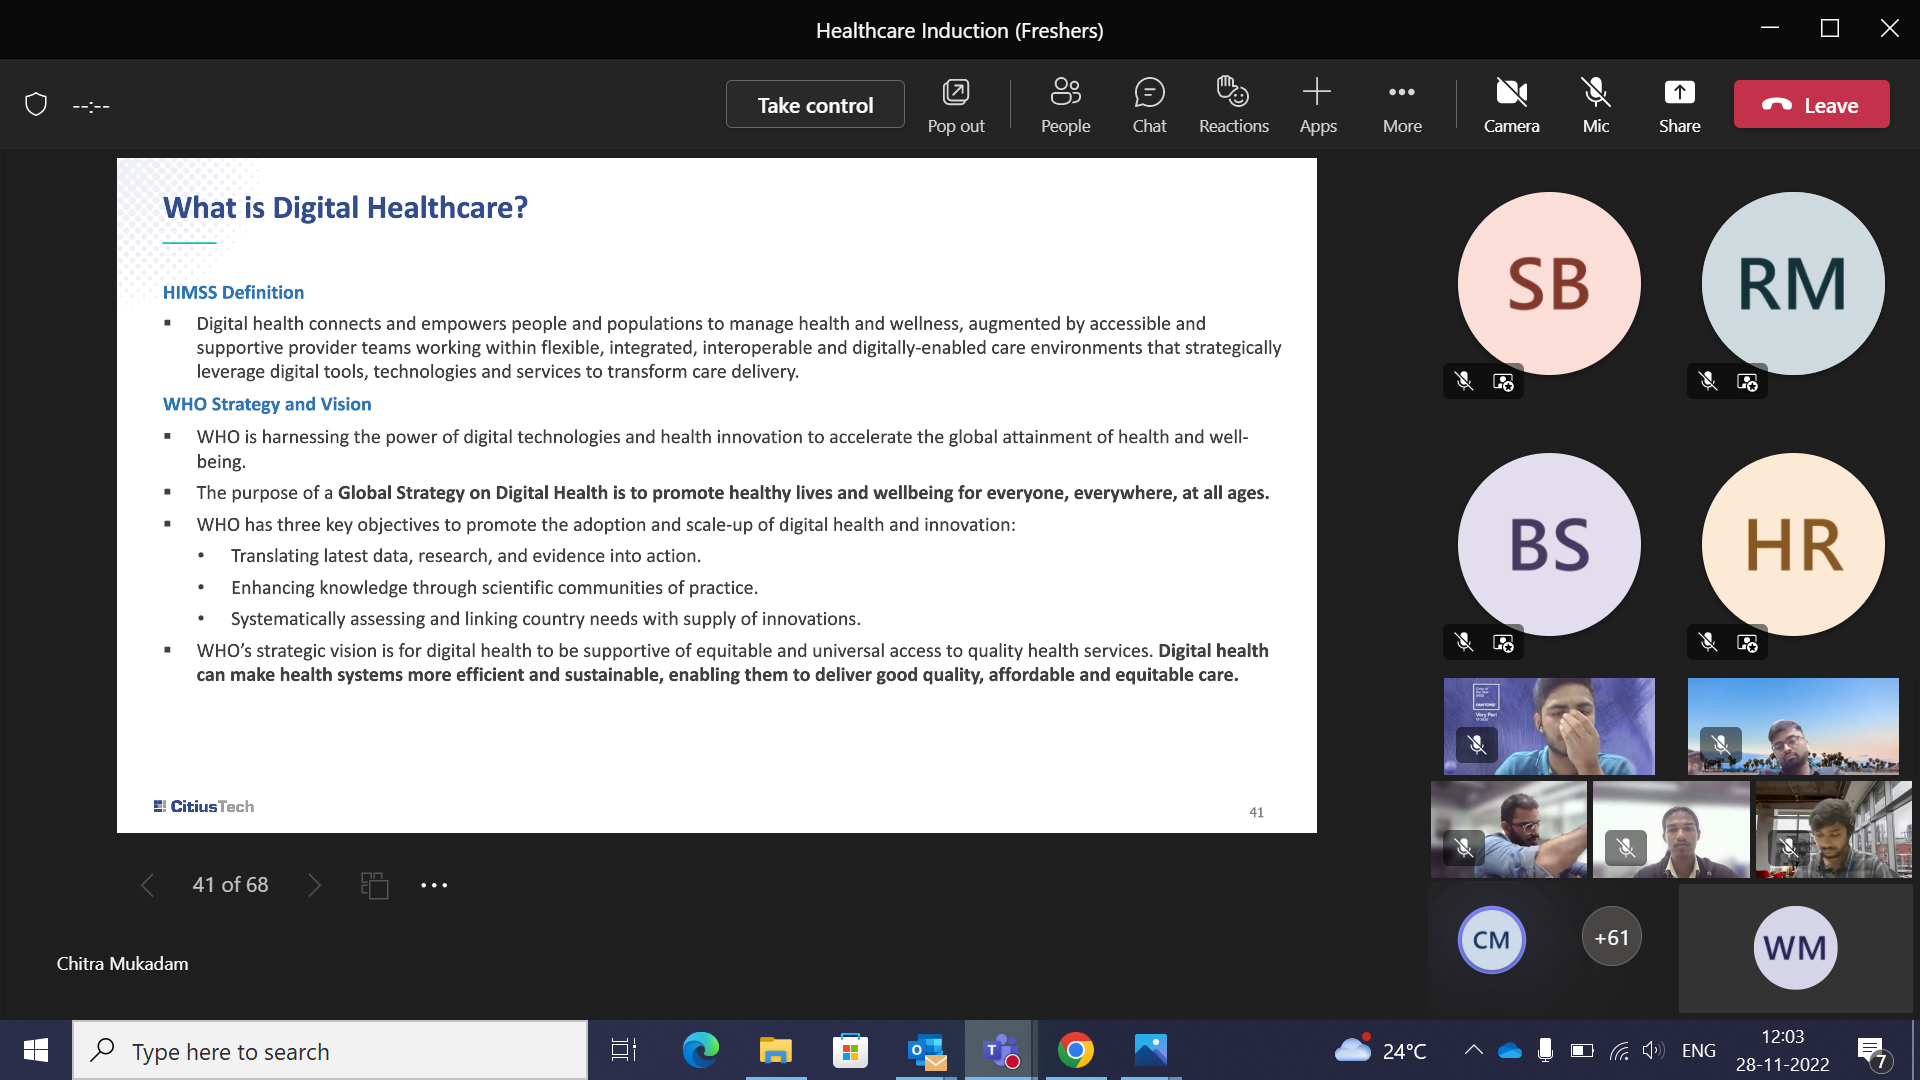 Healthcare Induction (Freshers)
--:--
Take control
Pop out
People
Chat
Reactions
Apps
More
Camera
Mic
Share
Leave
What is Digital Healthcare?
HIMSS Definition
▪ Digital health connects and empowers people and populations to manage health and wellness, augmented by accessible and
supportive provider teams working within flexible, integrated, interoperable and digitally-enabled care environments that strategically
leverage digital tools, technologies and services to transform care delivery.
WHO Strategy and Vision
▪ WHO is harnessing the power of digital technologies and health innovation to accelerate the global attainment of health and well-
being.
▪ The purpose of a Global Strategy on Digital Health is to promote healthy lives and wellbeing for everyone, everywhere, at all ages.
▪ WHO has three key objectives to promote the adoption and scale-up of digital health and innovation:
• Translating latest data, research, and evidence into action.
• Enhancing knowledge through scientific communities of practice.
• Systematically assessing and linking country needs with supply of innovations.
▪ WHO's strategic vision is for digital health to be supportive of equitable and universal access to quality health services. Digital health
can make health systems more efficient and sustainable, enabling them to deliver good quality, affordable and equitable care.
CitiusTech
41
SB
RM
BS
HR
PANTONE
Very Peri
CM
+61
WM
41 of 68
Chitra Mukadam
Type here to search
24°C
ENG
12:03
28-11-2022
7